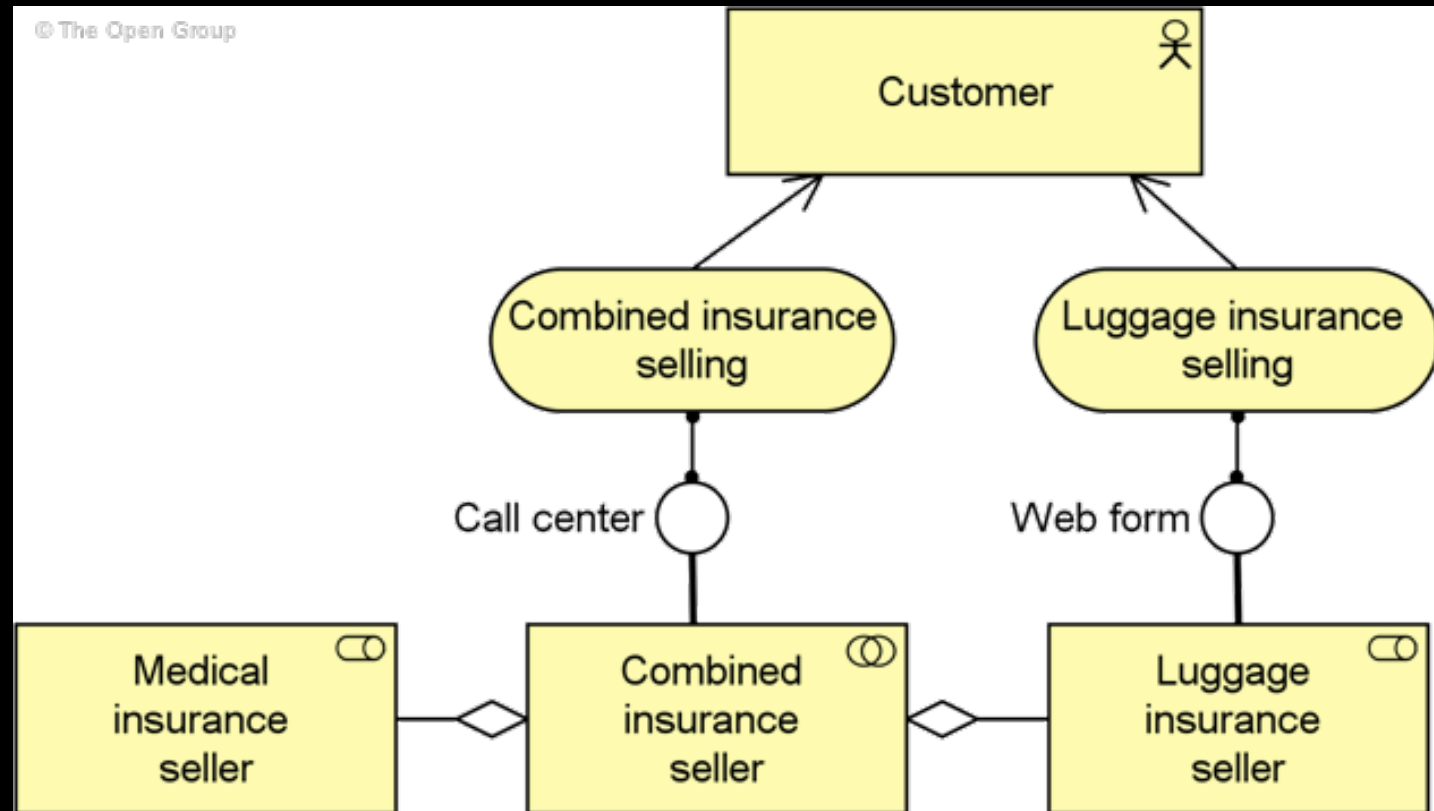 © The Open Group
Customer
Combined insurance
selling
Luggage insurance
selling
Call center
Web form
Medical
insurance
seller
Combined
insurance
seller
Luggage
insurance
seller